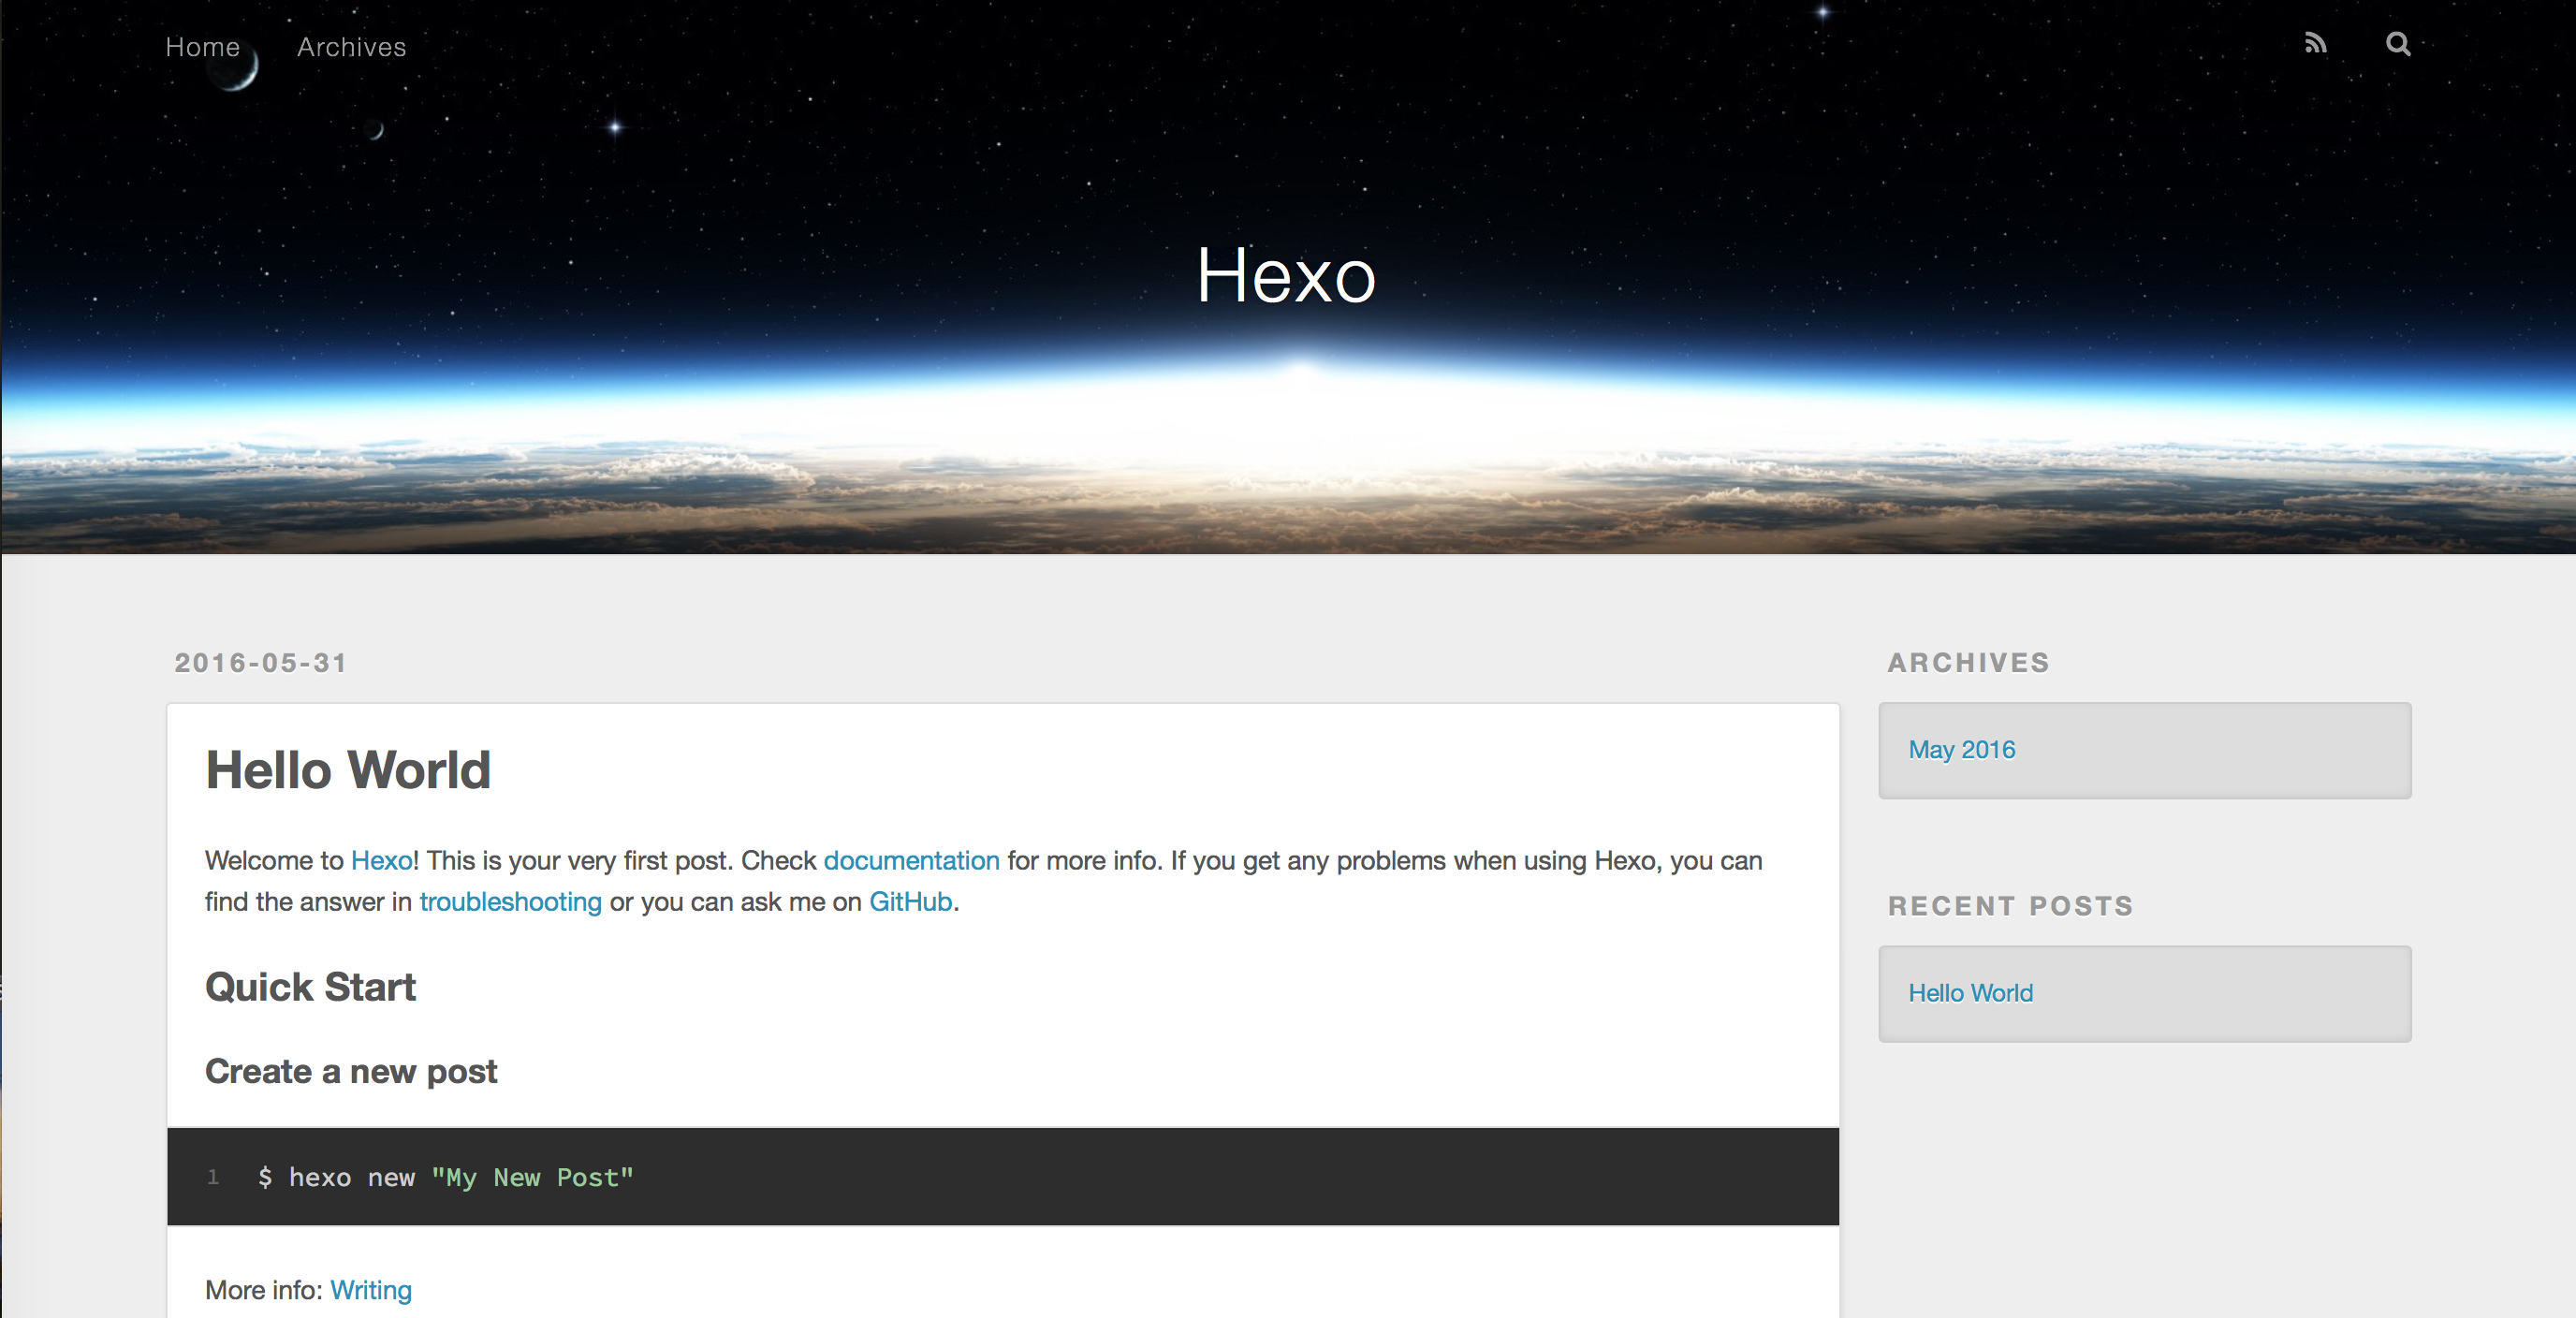 Home Archives
Hexo
2016-05-31
Hello World
Welcome to Hexo! This is your very first post. Check documentation for more info. If you get any problems when using Hexo, you can
find the answer in troubleshooting or you can ask me on GitHub.
Quick Start
Create a new post
1 $ hexo new "My New Post"
More info: Writing
ARCHIVES
May 2016
RECENT POSTS
Hello World